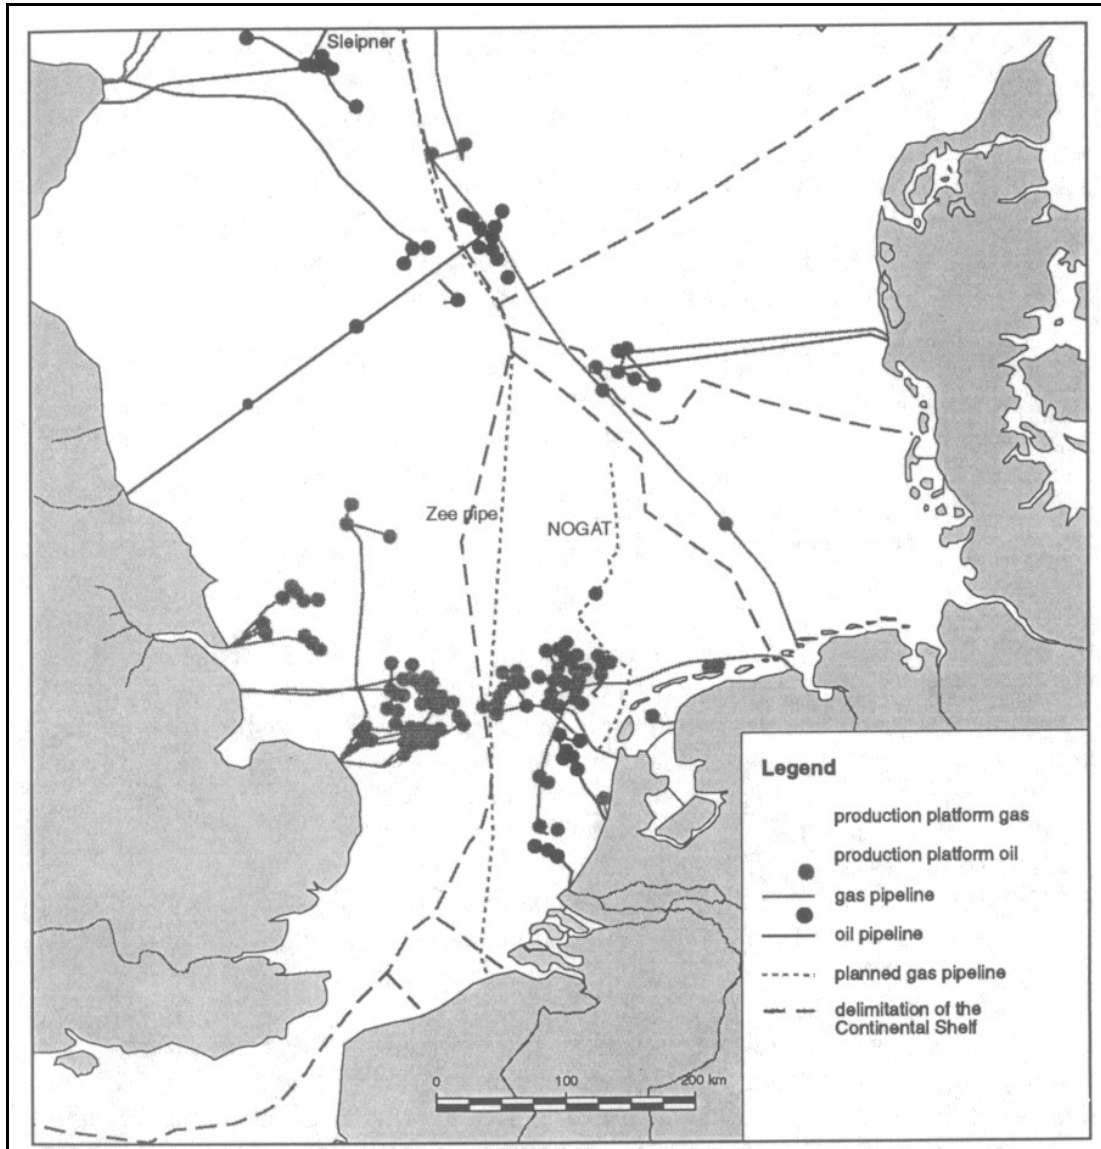 Sleipner
Zee pipe
NOGAT
Legend
production platform gas
production platform oil
gas pipeline
oil pipeline
planned gas pipeline
delimitation of the
Continental Shelf
0 100 200 km